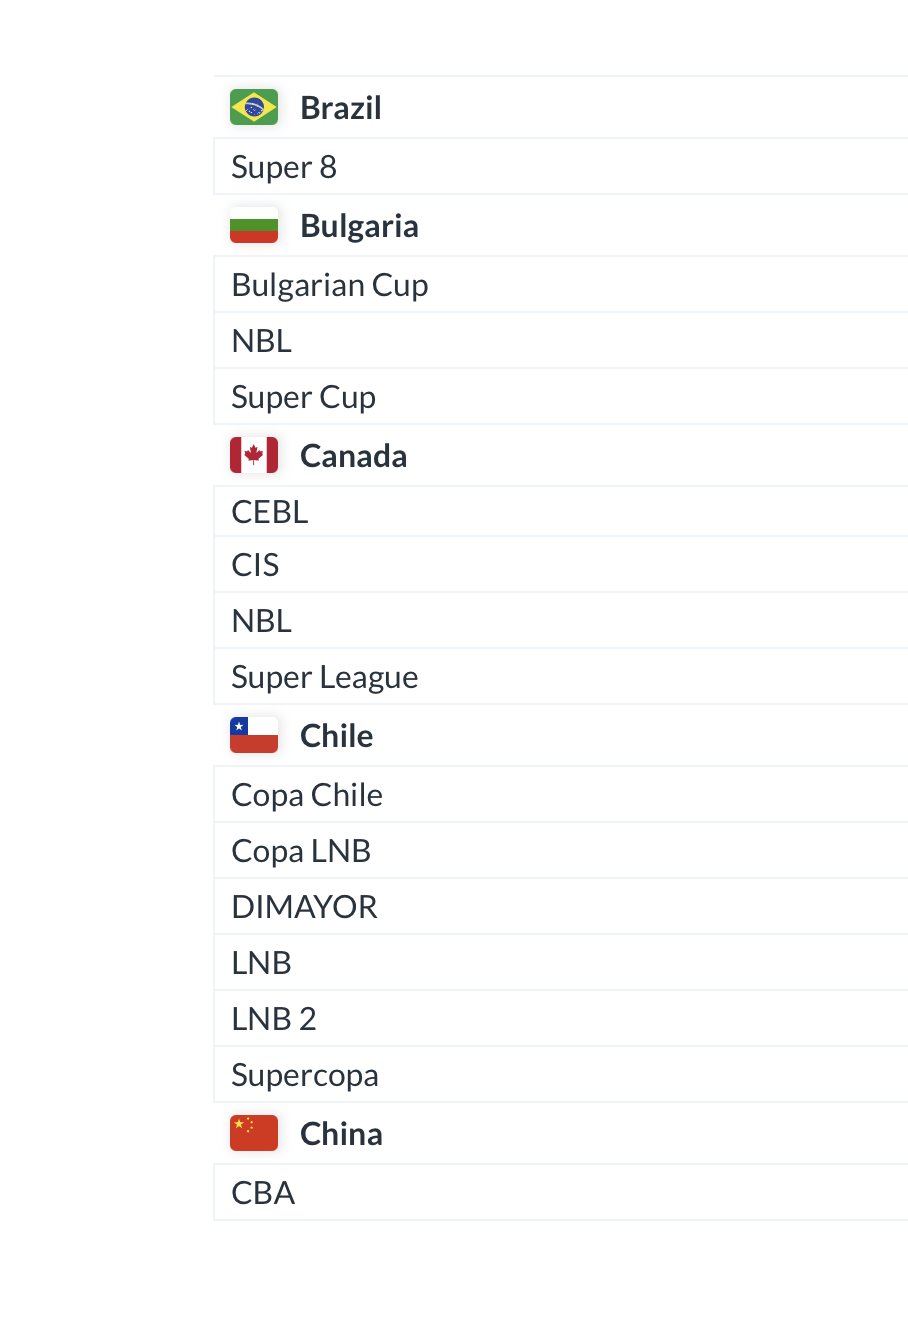 Brazil
Super 8
Bulgaria
Bulgarian Cup
NBL
Super Cup
Canada
CEBL
CIS
NBL
Super League
Chile
Copa Chile
Copa LNB
DIMAYOR
LNB
LNB 2
Supercopa
China
CBA